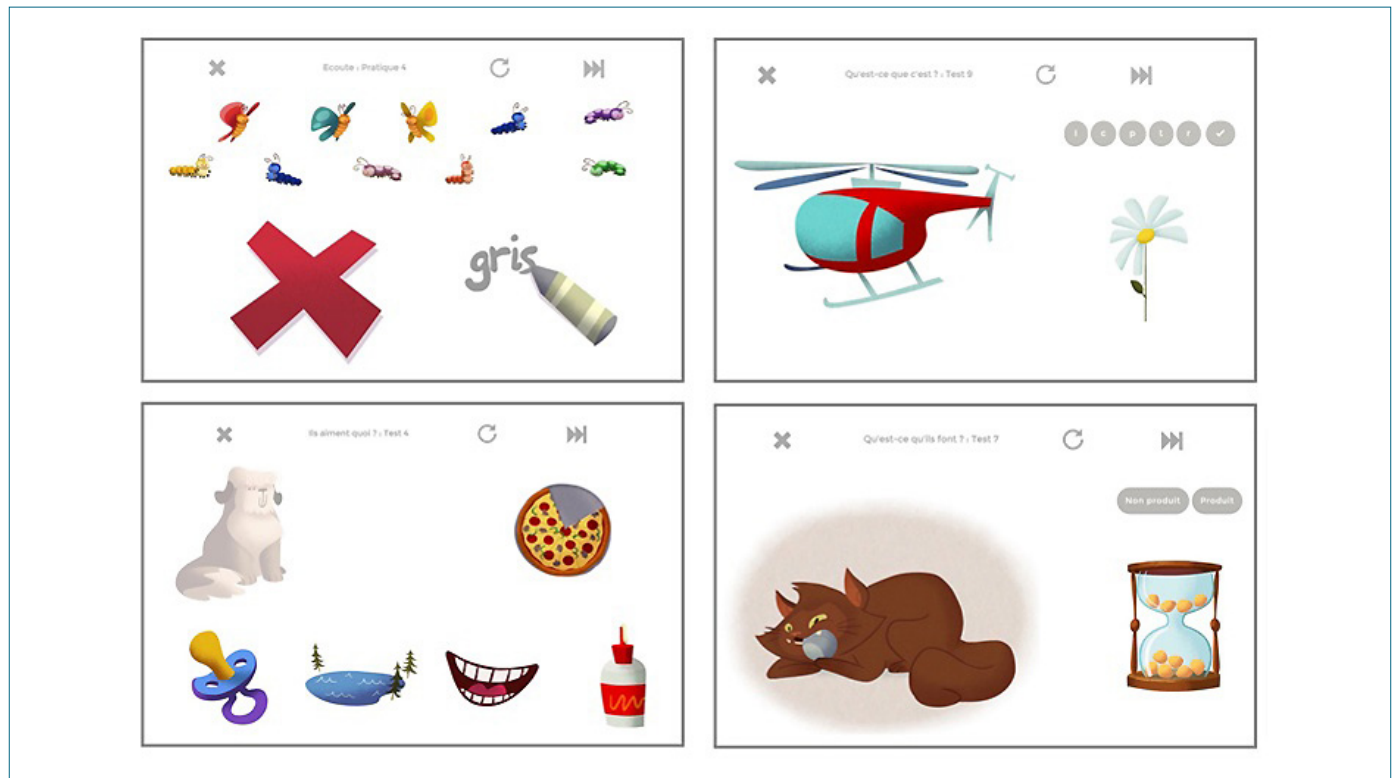 Ecoute : Pratique 4
gris
Qu'est-ce que c'est ? : Test 9
l c p t r
Ils aiment quoi ? : Test 4
Qu'est-ce qu'ils font ? : Test 7
Non produit Produit